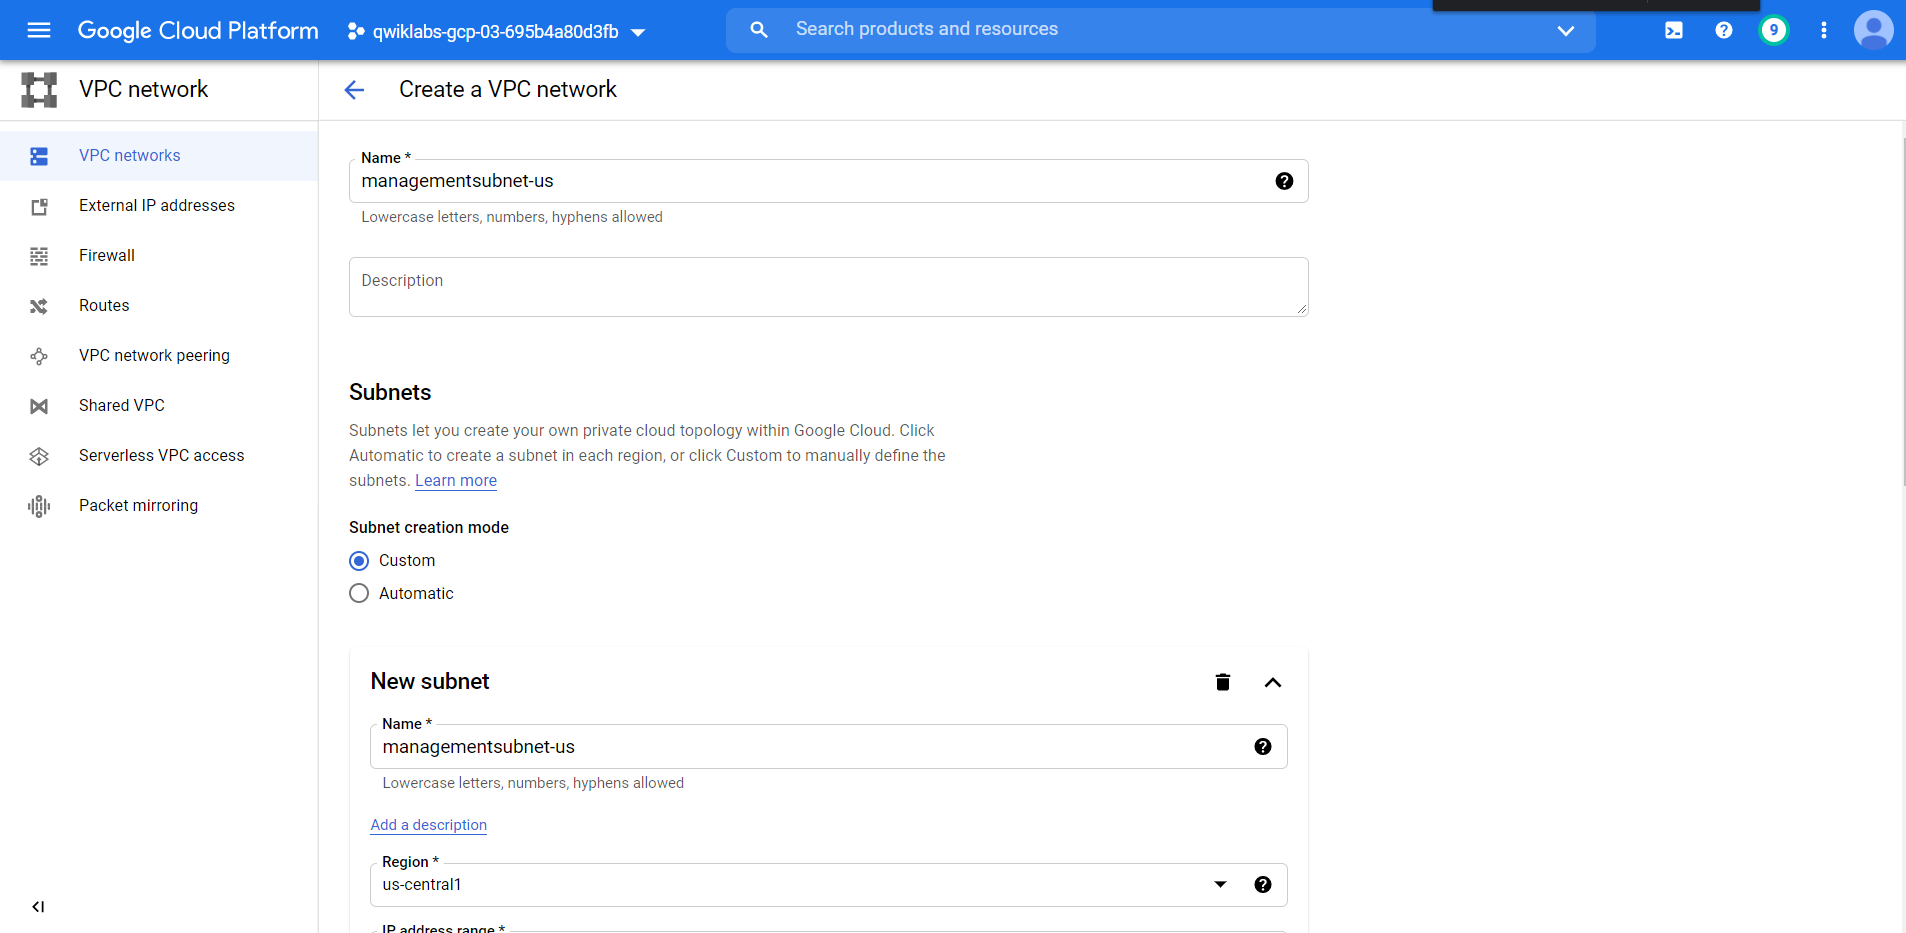 Google Cloud Platform
qwiklabs-gcp-03-695b4a80d3fb
Search products and resources
9
VPC network
Create a VPC network
VPC networks
External IP addresses
Firewall
Routes
VPC network peering
Shared VPC
Serverless VPC access
Packet mirroring
Name *
managementsubnet-us
Lowercase letters, numbers, hyphens allowed
Description
Subnets
Subnets let you create your own private cloud topology within Google Cloud. Click
Automatic to create a subnet in each region, or click Custom to manually define the
subnets. Learn more
Subnet creation mode
Custom
Automatic
New subnet
Name *
managementsubnet-us
Lowercase letters, numbers, hyphens allowed
Add a description
Region *
us-central1
IP address range *